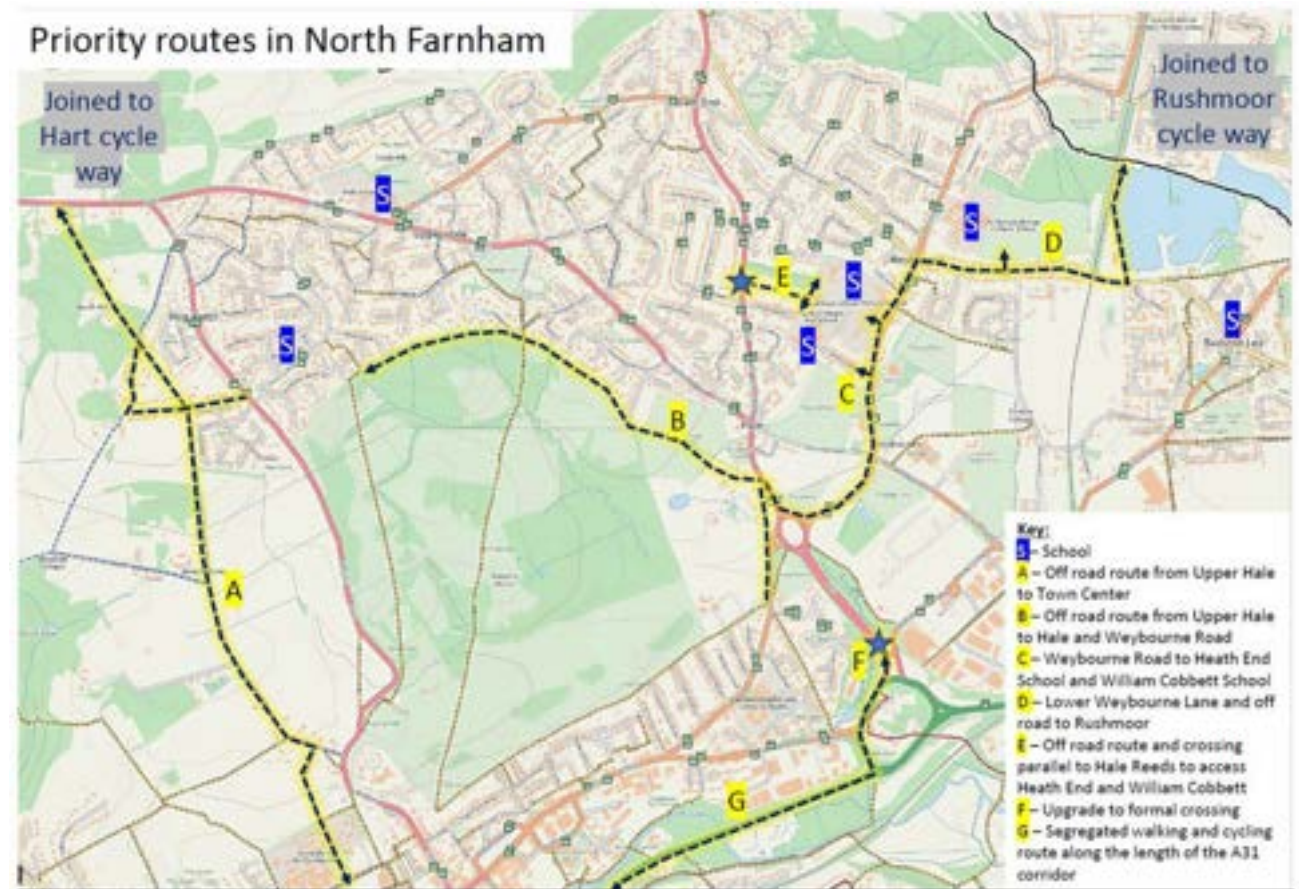 Priority routes in North Farnham
Joined to
Hart cycle
way
Joined to
Rushmoor
cycle way
S
S
S
S
S
S
A
B
C
D
E
F
G
Key:
S – School
A – Off road route from Upper Hale
to Town Center
B – Off road route from Upper Hale
to Hale and Weybourne Road
C – Weybourne Road to Heath End
School and William Cobbett School
D – Lower Weybourne Lane and off
road to Rushmoor
E – Off road route and crossing
parallel to Hale Reeds to access
Heath End and William Cobbett
F – Upgrade to formal crossing
G – Segregated walking and cycling
route along the length of the A31
corridor